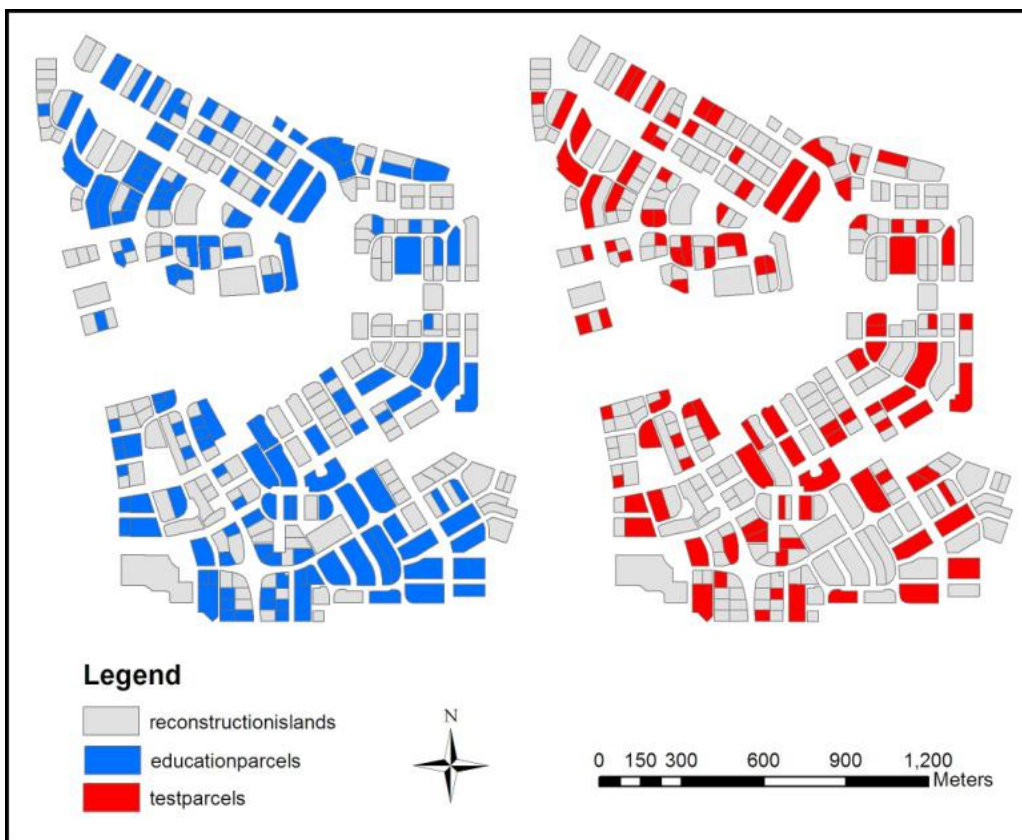 Legend
reconstructionislands
educationparcels
testparcels
N
0 150 300 600 900 1,200
Meters